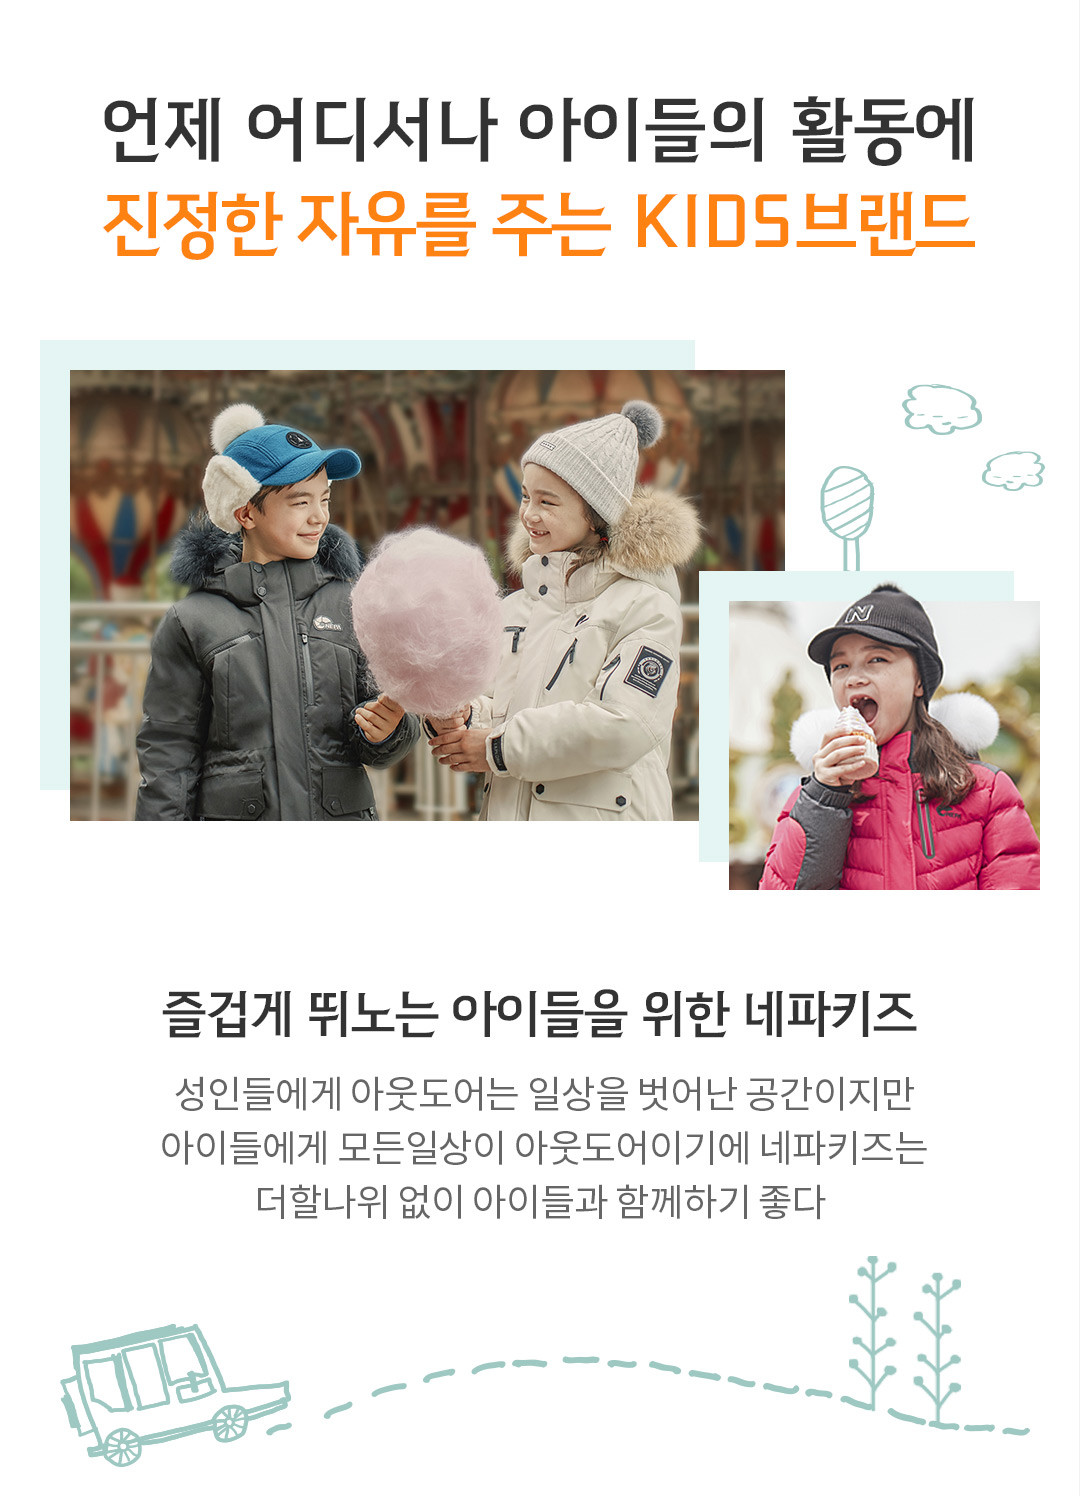 언제 어디서나 아이들의 활동에
진정한 자유를 주는 KIDS브랜드
NEPA
N
즐겁게 뛰노는 아이들을 위한 네파키즈
성인들에게 아웃도어는 일상을 벗어난 공간이지만
아이들에게 모든일상이 아웃도어이기에 네파키즈는
더할나위 없이 아이들과 함께하기 좋다